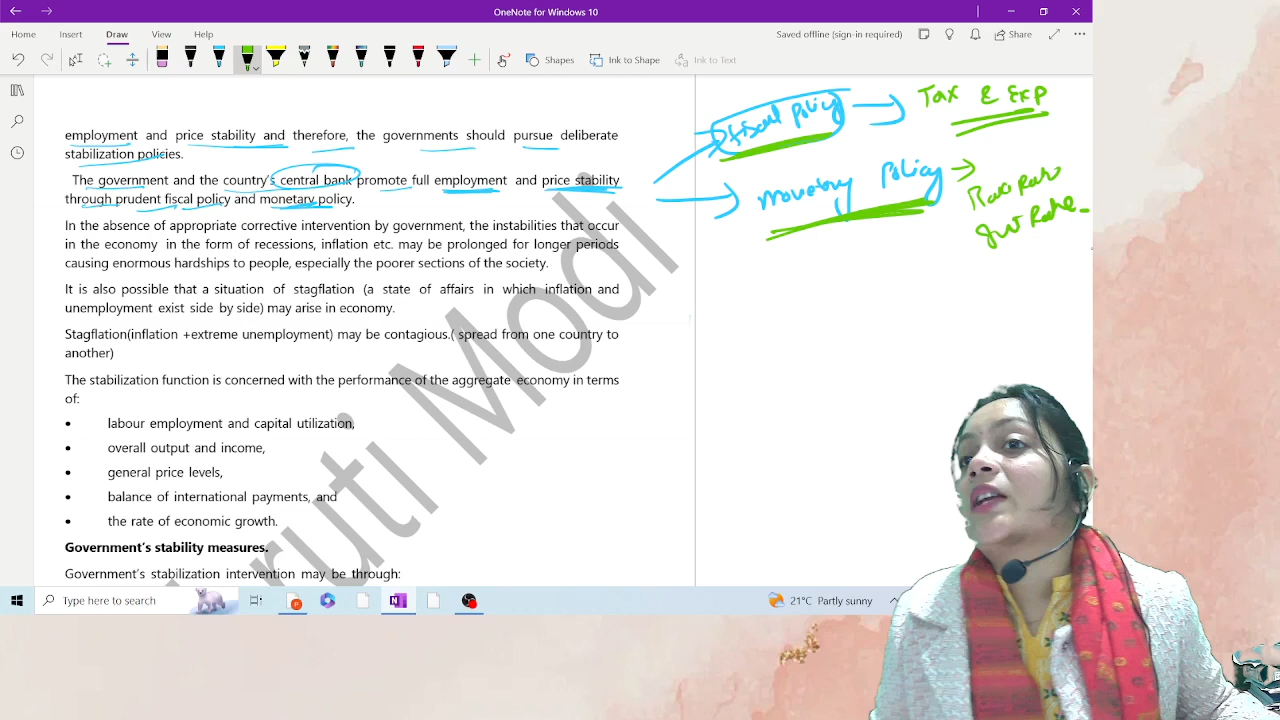 OneNote for Windows 10
Home Insert Draw View Help
Saved offline (sign-in required) Share
Shapes Ink to Shape Ink to Text
employment and price stability and therefore, the governments should pursue deliberate
stabilization policies.
The government and the country's central bank promote full employment and price stability
through prudent fiscal policy and monetary policy.
In the absence of appropriate corrective intervention by government, the instabilities that occur
in the economy in the form of recessions, inflation etc. may be prolonged for longer periods
causing enormous hardships to people, especially the poorer sections of the society.
It is also possible that a situation of stagflation (a state of affairs in which inflation and
unemployment exist side by side) may arise in economy.
Stagflation(inflation +extreme unemployment) may be contagious.( spread from one country to
another)
The stabilization function is concerned with the performance of the aggregate economy in terms
of:
• labour employment and capital utilization,
• overall output and income,
• general price levels,
• balance of international payments, and
• the rate of economic growth.
Government's stability measures.
Government's stabilization intervention may be through:
ruti Modi
fiscal policy
Tax & Exp
Monetary policy
Type here to search
21°C Partly sunny